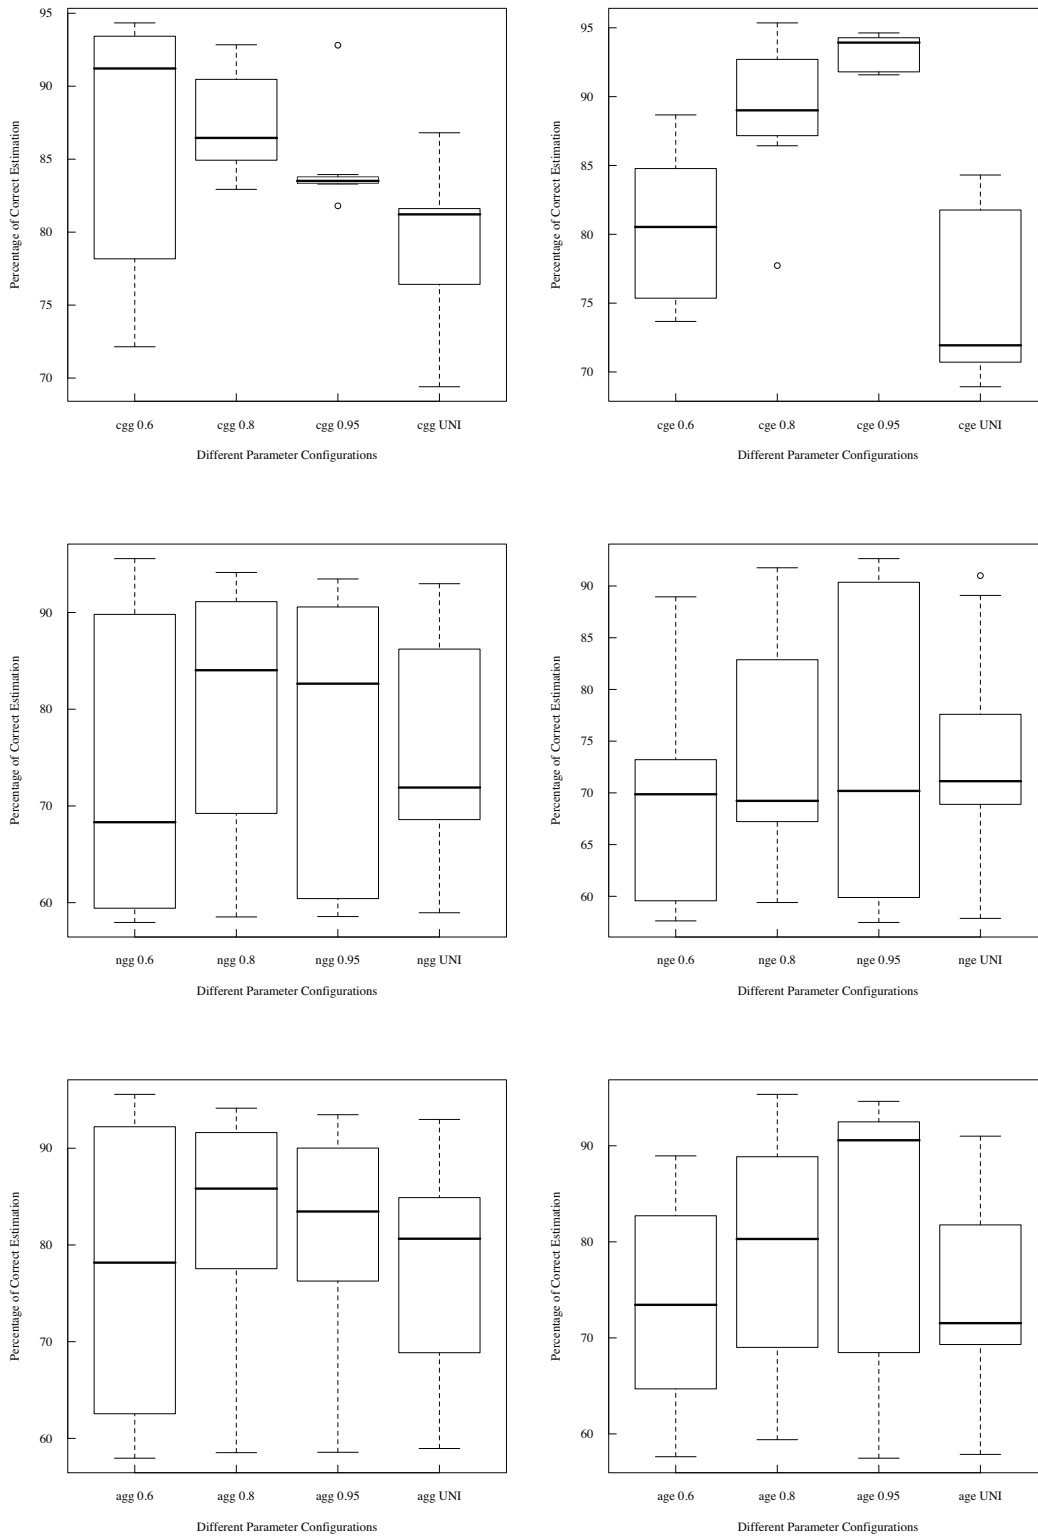 Percentage of Correct Estimation
95
90
85
80
75
70
cgg 0.6 cgg 0.8 cgg 0.95 cgg UNI
Different Parameter Configurations
Percentage of Correct Estimation
95
90
85
80
75
70
cge 0.6 cge 0.8 cge 0.95 cge UNI
Different Parameter Configurations
Percentage of Correct Estimation
90
80
70
60
ngg 0.6 ngg 0.8 ngg 0.95 ngg UNI
Different Parameter Configurations
Percentage of Correct Estimation
90
85
80
75
70
65
60
nge 0.6 nge 0.8 nge 0.95 nge UNI
Different Parameter Configurations
Percentage of Correct Estimation
90
80
70
60
agg 0.6 agg 0.8 agg 0.95 agg UNI
Different Parameter Configurations
Percentage of Correct Estimation
90
80
70
60
age 0.6 age 0.8 age 0.95 age UNI
Different Parameter Configurations